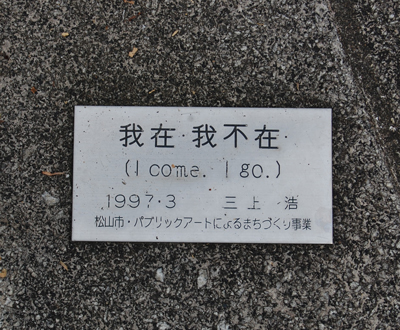 我在・我不在・
(I come. I go.)
1997・3 三上 浩
松山市・パブリックアートによるまちづくり事業